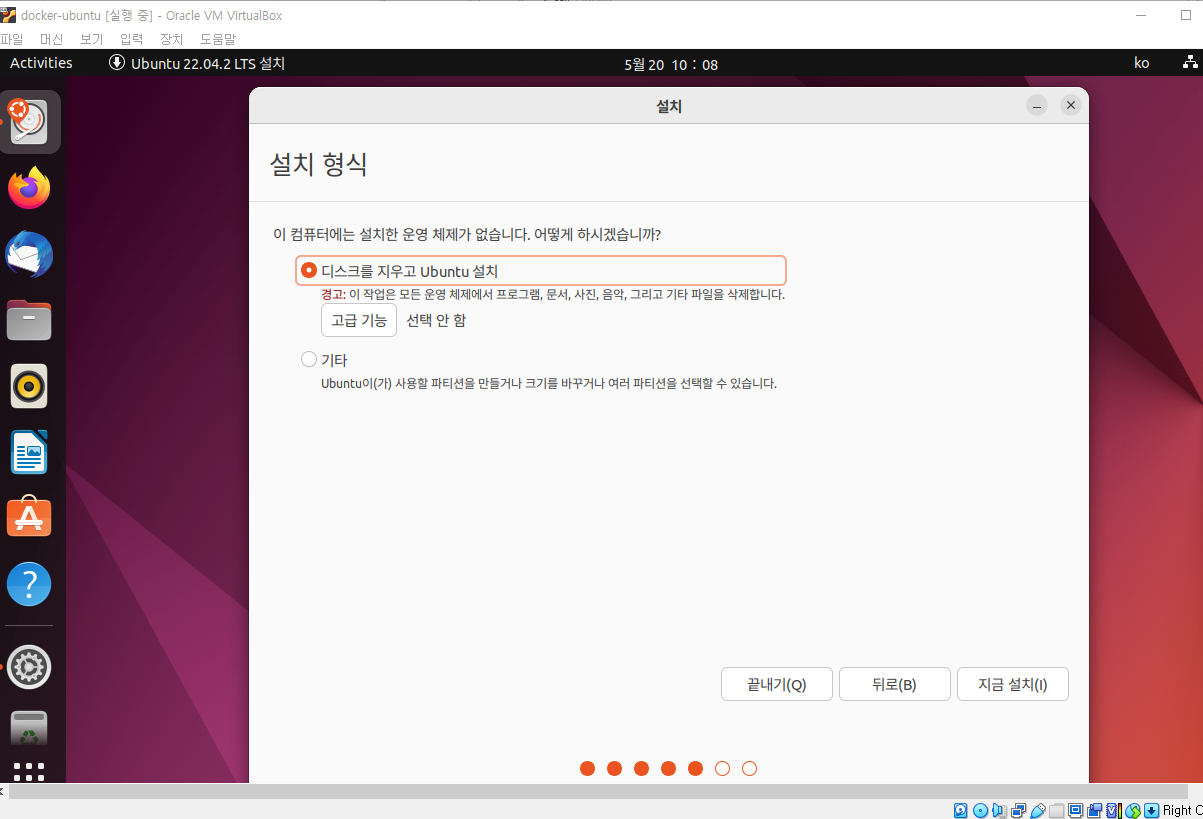 docker-ubuntu [실행 중] - Oracle VM VirtualBox
파일 머신 보기 입력 장치 도움말
Activities Ubuntu 22.04.2 LTS 설치 5월 20 10 : 08 ko
설치
설치 형식
이 컴퓨터에는 설치한 운영 체제가 없습니다. 어떻게 하시겠습니까?
디스크를 지우고 Ubuntu 설치
경고: 이 작업은 모든 운영 체제에서 프로그램, 문서, 사진, 음악, 그리고 기타 파일을 삭제합니다.
고급 기능 선택 안 함
기타
Ubuntu이(가) 사용할 파티션을 만들거나 크기를 바꾸거나 여러 파티션을 선택할 수 있습니다.
끝내기(Q) 뒤로(B) 지금 설치(I)
Right C